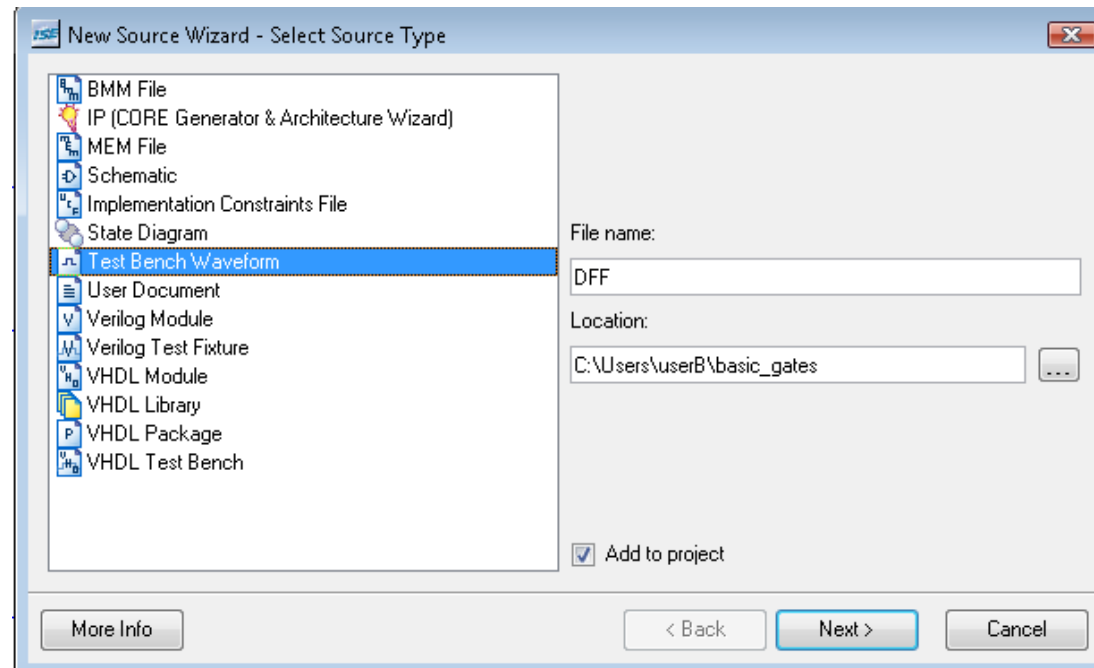 ISE New Source Wizard - Select Source Type
BMM File
IP (CORE Generator & Architecture Wizard)
MEM File
Schematic
Implementation Constraints File
State Diagram
Test Bench Waveform
User Document
Verilog Module
Verilog Test Fixture
VHDL Module
VHDL Library
VHDL Package
VHDL Test Bench
File name:
DFF
Location:
C:\Users\userB\basic_gates
...
Add to project
More Info
< Back
Next >
Cancel